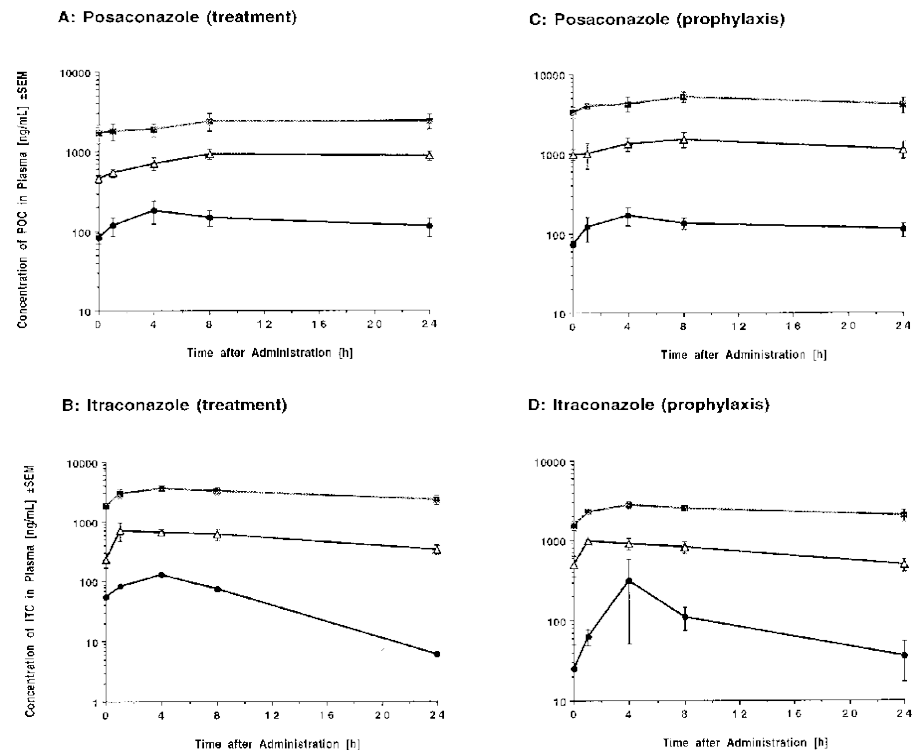 A: Posaconazole (treatment)
Concentration of POC in Plasma [ng/mL] ±SEM
10000
1000
100
10
0 4 8 12 16 20 24
Time after Administration [h]
C: Posaconazole (prophylaxis)
10000
1000
100
10
0 4 8 12 16 20 24
Time after Administration [h]
B: Itraconazole (treatment)
Concentration of ITC in Plasma [ng/mL] ±SEM
10000
1000
100
10
1
0 4 8 12 16 20 24
Time after Administration [h]
D: Itraconazole (prophylaxis)
10000
1000
100
10
0 4 8 12 16 20 24
Time after Administration [h]